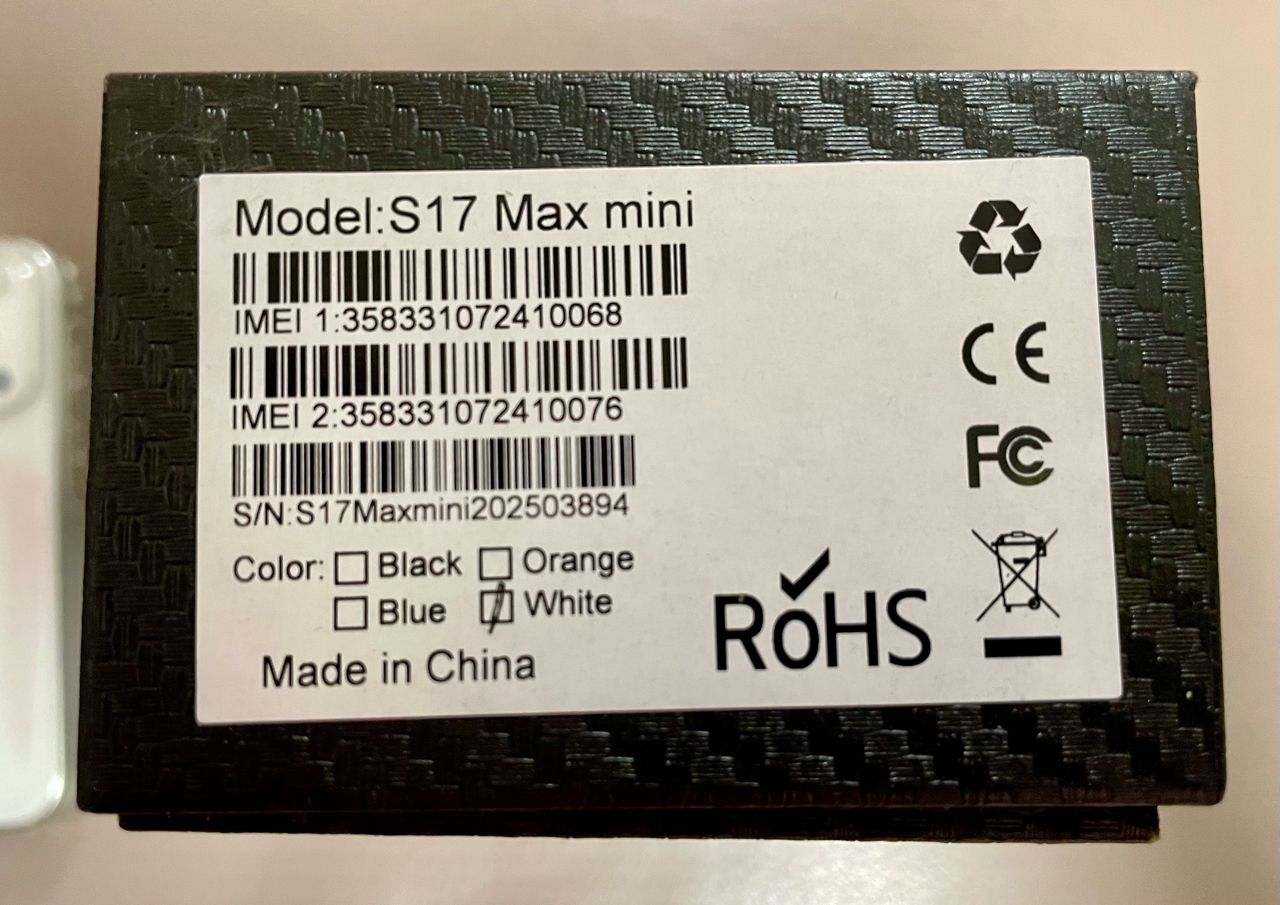 Model:S17 Max mini
IMEI 1:358331072410068
IMEI 2:358331072410076
S/N:S17Maxmini202503894
Color: Black Orange
Blue White
Made in China
CE
FC
RoHS